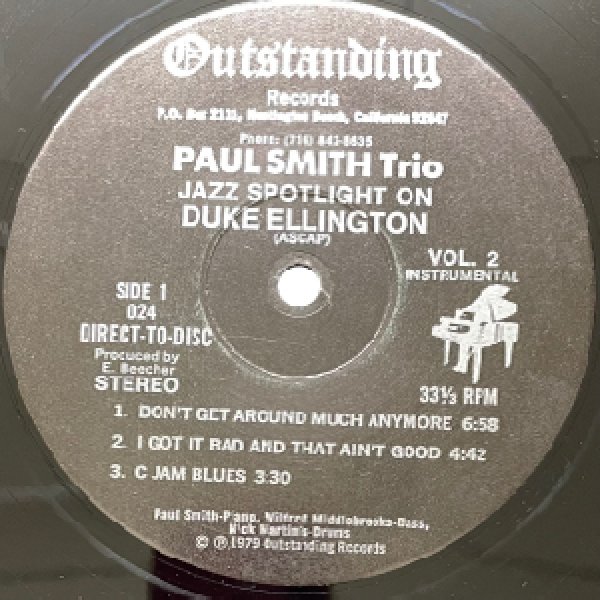 Outstanding
Records
P.O. Box 2111, Huntington Beach, California 92647
Phone: (714) 842-8635
PAUL SMITH Trio
JAZZ SPOTLIGHT ON
DUKE ELLINGTON
(ASCAP)
VOL. 2
INSTRUMENTAL
SIDE 1
024
DIRECT-TO-DISC
Produced by
E. Beecher
STEREO
33⅓ RPM
1. DON'T GET AROUND MUCH ANYMORE 6:58
2. I GOT IT BAD AND THAT AIN'T GOOD 4:42
3. C JAM BLUES 3:30
Paul Smith-Piano, Wilfred Middlebrooks-Bass,
Nick Martinis-Drums
© ℗ 1979 Outstanding Records